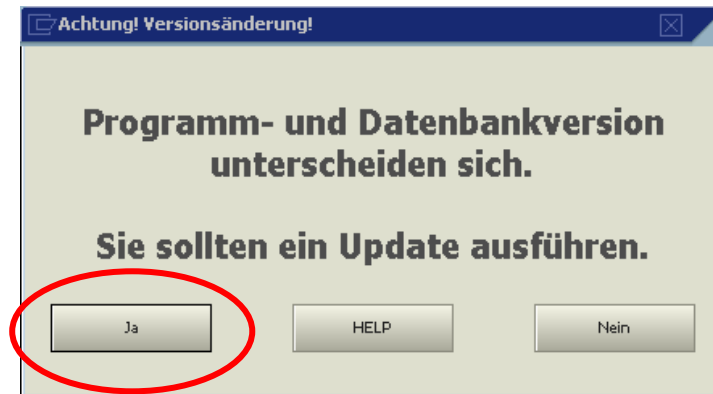 Achtung! Versionsänderung!
Programm- und Datenbankversion
unterscheiden sich.
Sie sollten ein Update ausführen.
Ja HELP Nein